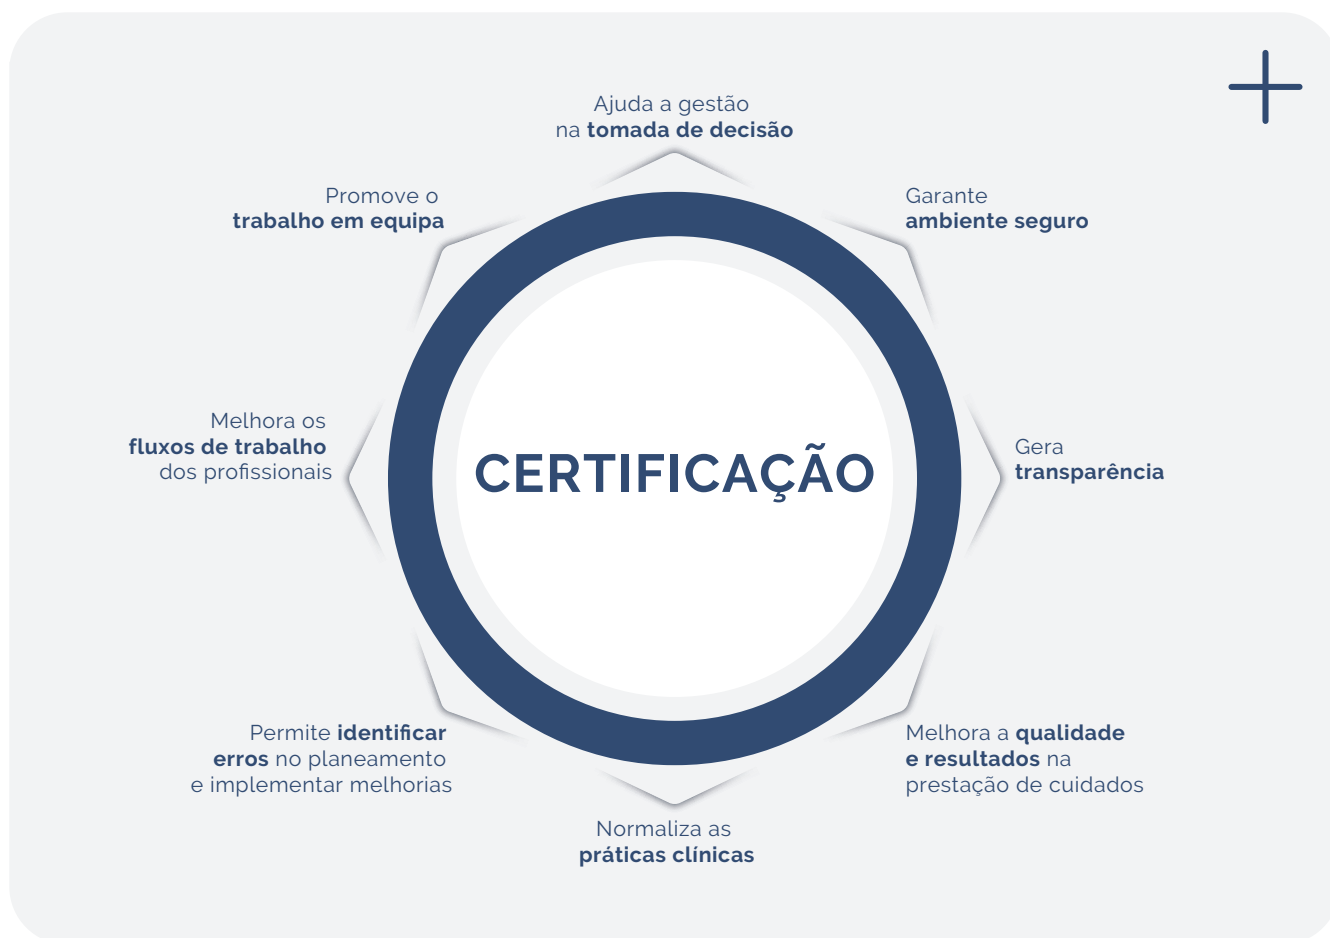 Ajuda a gestão
na tomada de decisão
Promove o
trabalho em equipa
Garante
ambiente seguro
Melhora os
fluxos de trabalho
dos profissionais
CERTIFICAÇÃO
Gera
transparência
Permite identificar
erros no planeamento
e implementar melhorias
Melhora a qualidade
e resultados na
prestação de cuidados
Normaliza as
práticas clínicas